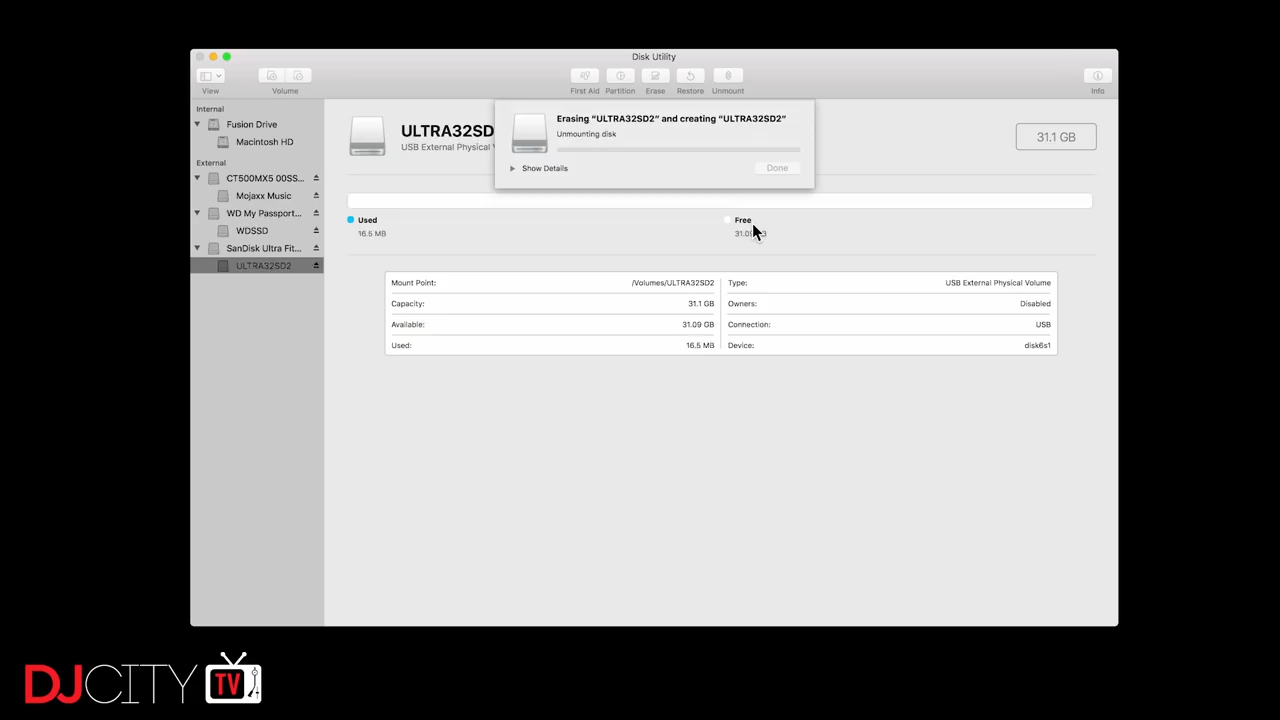 Disk Utility
View
Volume
First Aid
Partition
Erase
Restore
Unmount
Info
Internal
Fusion Drive
Macintosh HD
External
CT500MX5 00SS...
Mojaxx Music
WD My Passport...
WDSSD
SanDisk Ultra Fit...
ULTRA32SD2
ULTRA32SD
USB External Physical
31.1 GB
Erasing “ULTRA32SD2” and creating “ULTRA32SD2”
Unmounting disk
Show Details
Done
Used
16.5 MB
Free
Mount Point: /Volumes/ULTRA32SD2
Capacity: 31.1 GB
Available: 31.09 GB
Used: 16.5 MB
Type: USB External Physical Volume
Owners: Disabled
Connection: USB
Device: disk6s1
DJCITY TV